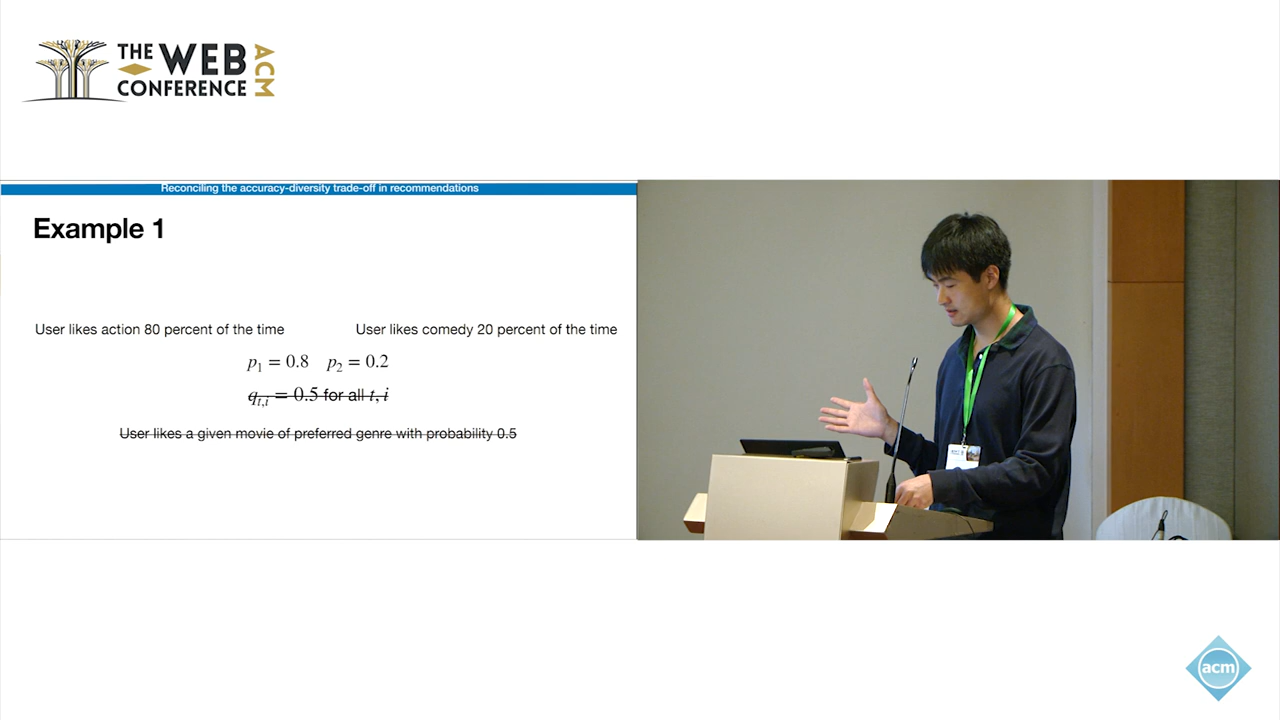 THE WEB
CONFERENCE
ACM
Reconciling the accuracy-diversity trade-off in recommendations
Example 1
User likes action 80 percent of the time
User likes comedy 20 percent of the time
p₁ = 0.8 p₂ = 0.2
qₜ,ᵢ = 0.5 for all t, i
User likes a given movie of preferred genre with probability 0.5
acm